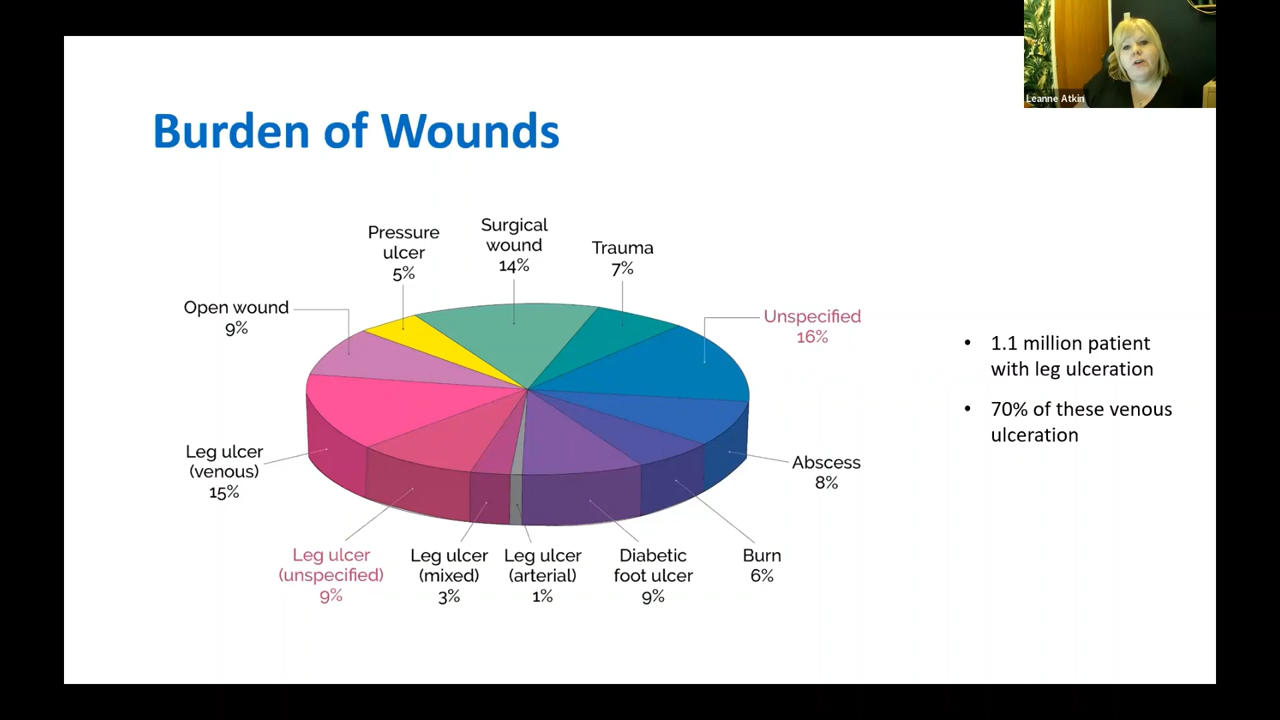 Leanne Atkin
Burden of Wounds
Pressure
ulcer
5%
Surgical
wound
14%
Trauma
7%
Open wound
9%
Unspecified
16%
Leg ulcer
(venous)
15%
Abscess
8%
Leg ulcer
(unspecified)
9%
Leg ulcer
(mixed)
3%
Leg ulcer
(arterial)
1%
Diabetic
foot ulcer
9%
Burn
6%
• 1.1 million patient
with leg ulceration
• 70% of these venous
ulceration